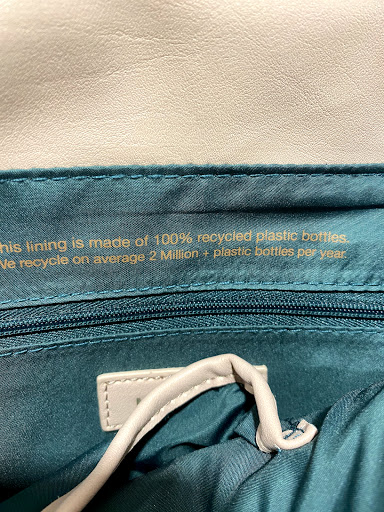 his lining is made of 100% recycled plastic bottles.
We recycle on average 2 Million + plastic bottles per year.